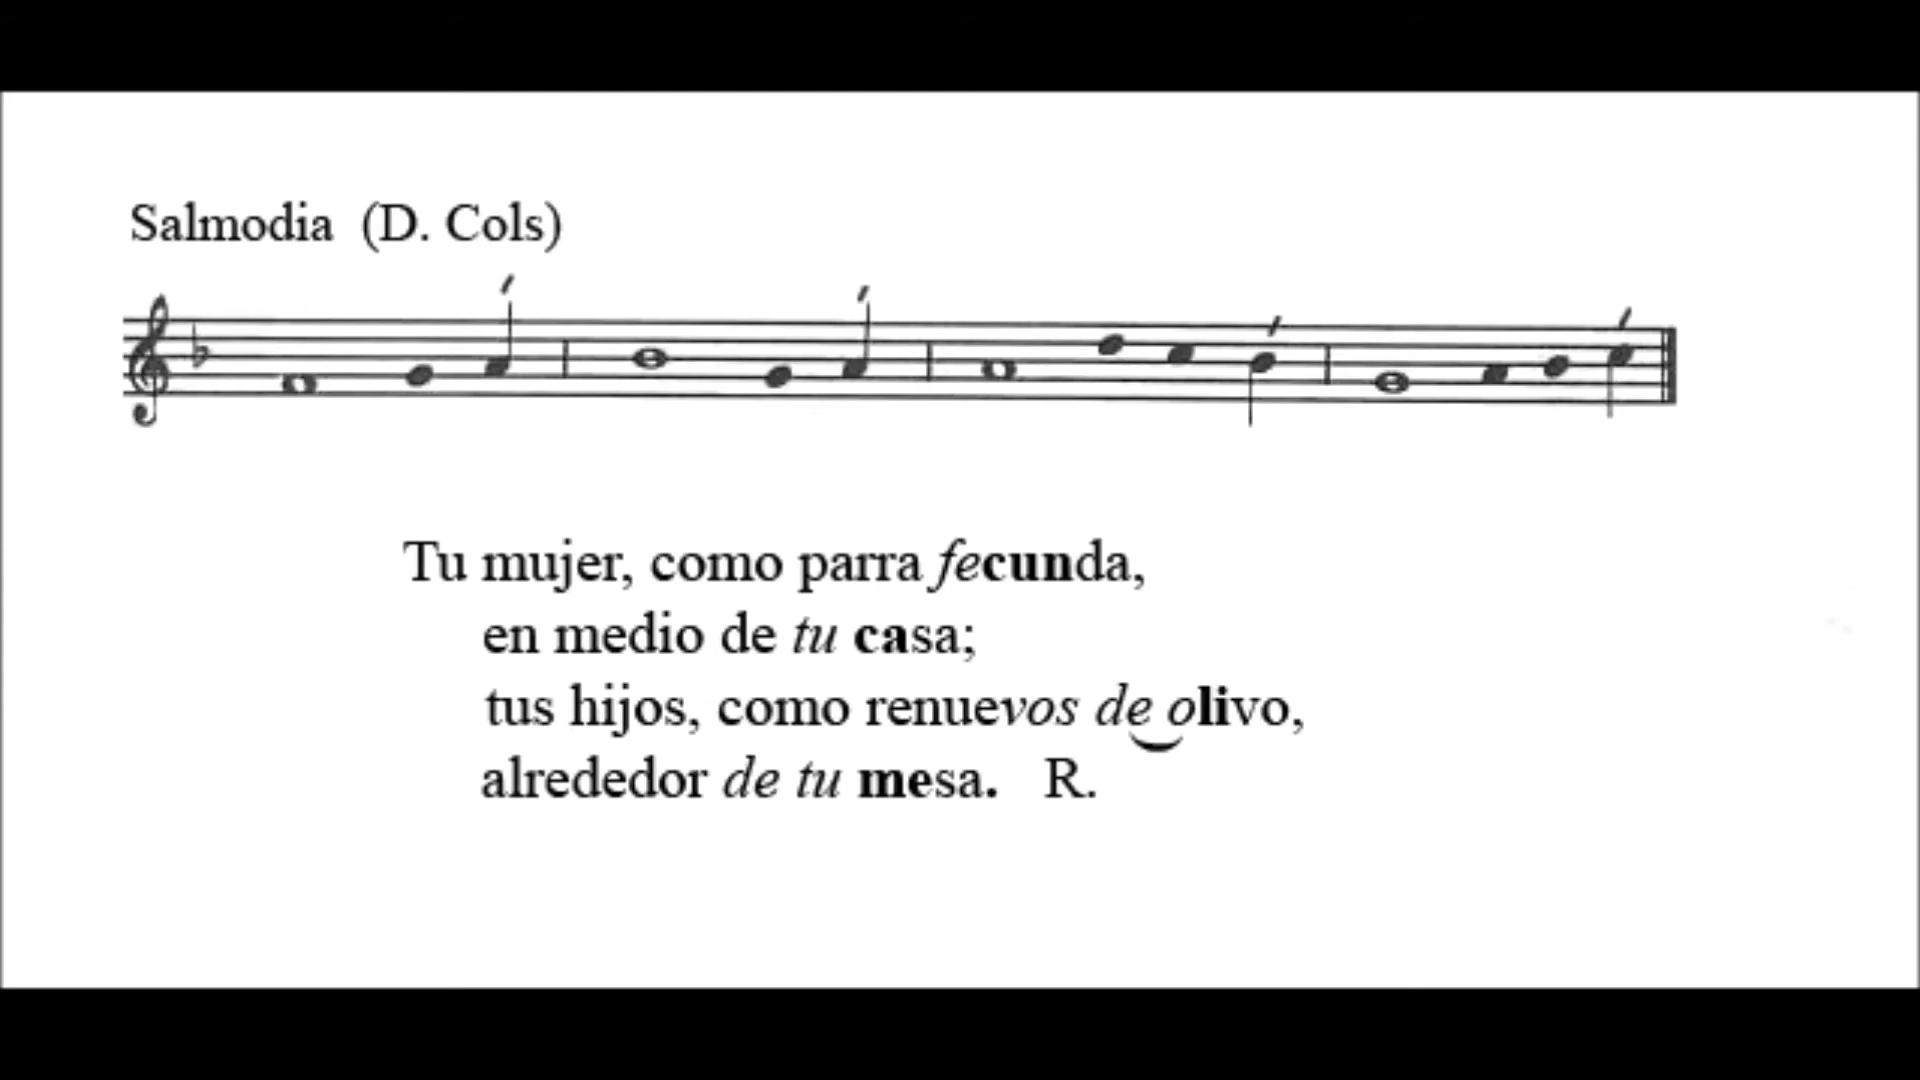 Salmodia (D. Cols)
Tu mujer, como parra fecunda,
en medio de tu casa;
tus hijos, como renuevos de olivo,
alrededor de tu mesa. R.